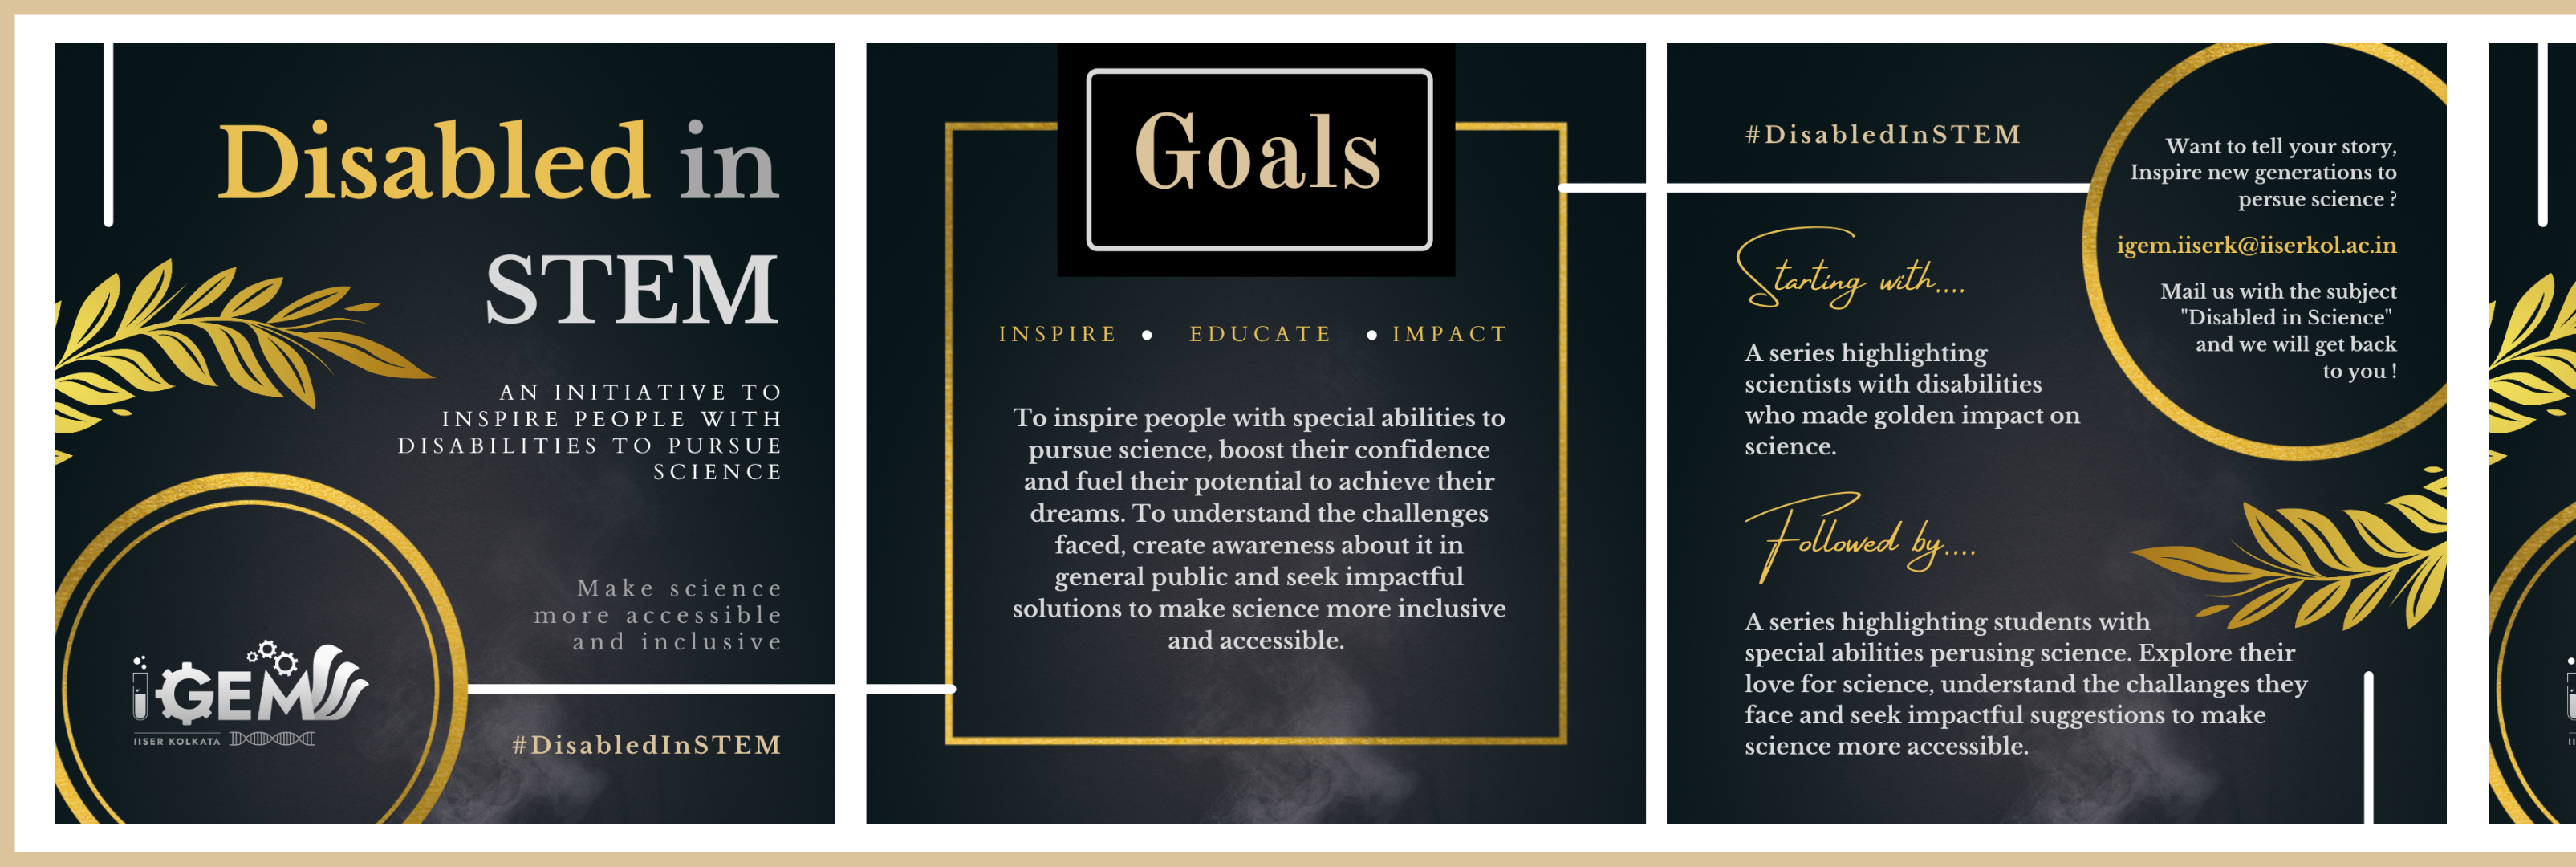 Disabled in
STEM
AN INITIATIVE TO
INSPIRE PEOPLE WITH
DISABILITIES TO PURSUE
SCIENCE
Make science
more accessible
and inclusive
iGEM
IISER KOLKATA
#DisabledInSTEM
Goals
INSPIRE • EDUCATE • IMPACT
To inspire people with special abilities to
pursue science, boost their confidence
and fuel their potential to achieve their
dreams. To understand the challenges
faced, create awareness about it in
general public and seek impactful
solutions to make science more inclusive
and accessible.
#DisabledInSTEM
Want to tell your story,
Inspire new generations to
persue science ?
igem.iiserk@iiserkol.ac.in
Mail us with the subject
"Disabled in Science"
and we will get back
to you !
Starting with....
A series highlighting
scientists with disabilities
who made golden impact on
science.
Followed by....
A series highlighting students with
special abilities perusing science. Explore their
love for science, understand the challanges they
face and seek impactful suggestions to make
science more accessible.